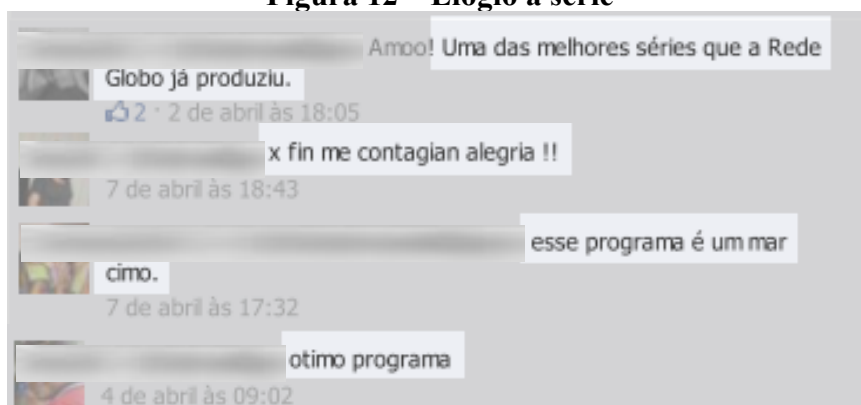 Figura 12 – Elogio à série
Amoo! Uma das melhores séries que a Rede
Globo já produziu.
2 · 2 de abril às 18:05
x fin me contagian alegria !!
7 de abril às 18:43
esse programa é um mar
cimo.
7 de abril às 17:32
otimo programa
4 de abril às 09:02